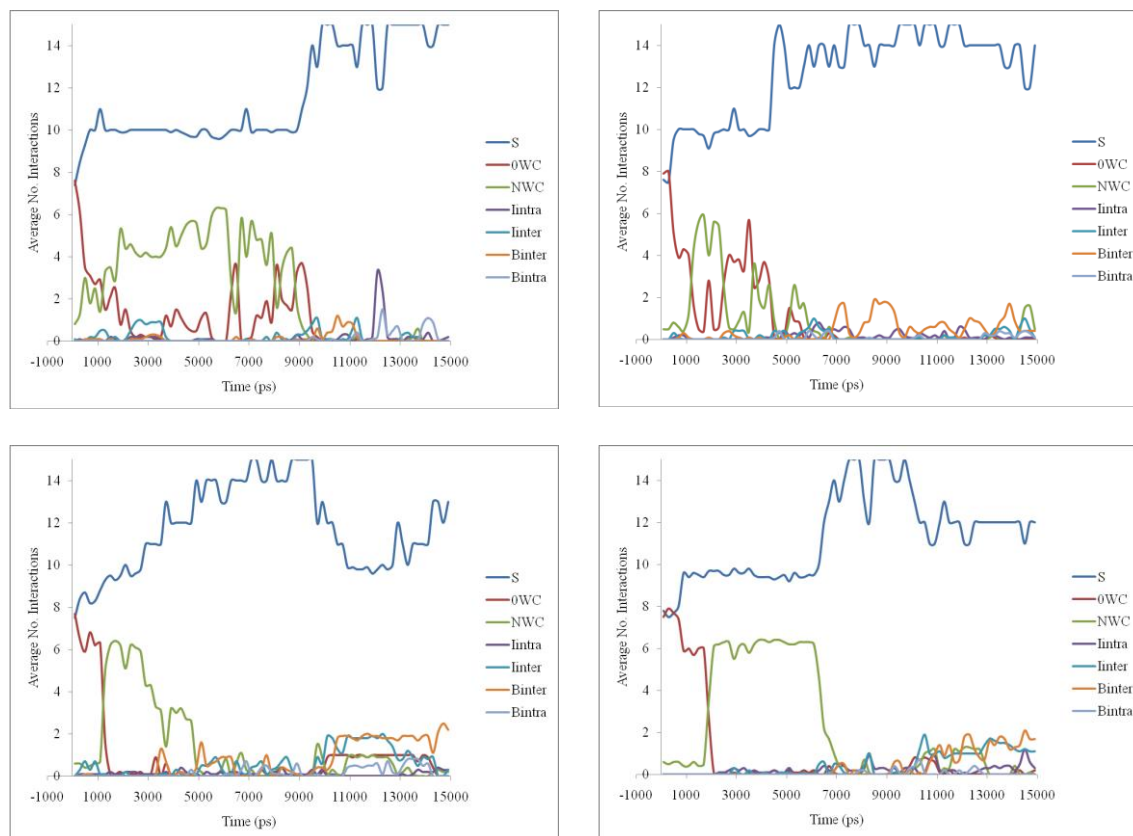 Average No. Interactions
14
12
10
8
6
4
2
0
-1000 1000 3000 5000 7000 9000 11000 13000 15000
Time (ps)
S
0WC
NWC
Iintra
Iinter
Binter
Bintra
Average No. Interactions
14
12
10
8
6
4
2
0
-1000 1000 3000 5000 7000 9000 11000 13000 15000
Time (ps)
S
0WC
NWC
Iintra
Iinter
Binter
Bintra
Average No. Interactions
14
12
10
8
6
4
2
0
-1000 1000 3000 5000 7000 9000 11000 13000 15000
Time (ps)
S
0WC
NWC
Iintra
Iinter
Binter
Bintra
Average No. Interactions
14
12
10
8
6
4
2
0
-1000 1000 3000 5000 7000 9000 11000 13000 15000
Time (ps)
S
0WC
NWC
Iintra
Iinter
Binter
Bintra